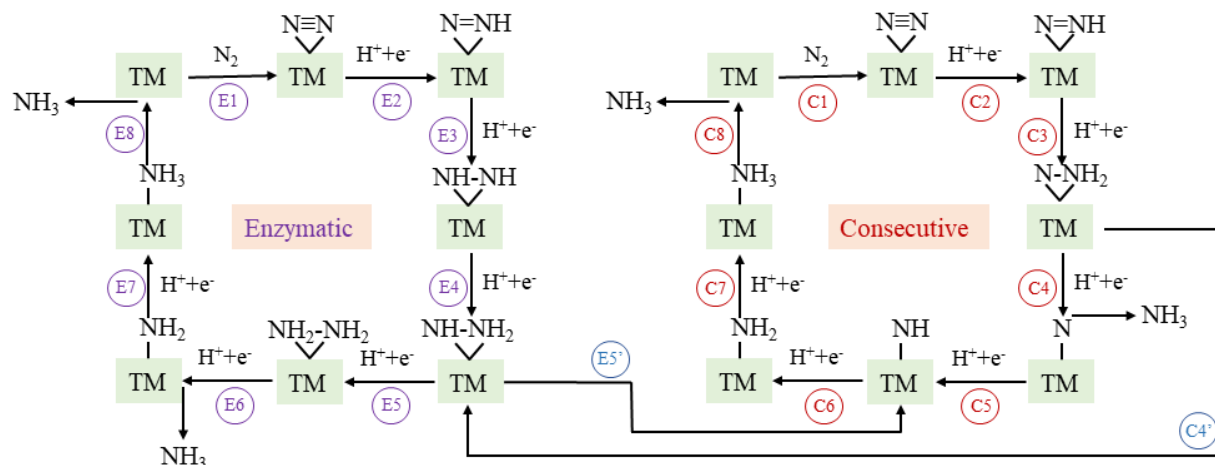 N≡N N=NH N≡N N=NH
TM N₂ TM H⁺+e⁻ TM TM N₂ TM H⁺+e⁻ TM
E1 E2 C1 C2
NH₃ NH₃
E8 E3 H⁺+e⁻ C8 C3 H⁺+e⁻
NH₃ NH-NH NH₃ N-NH₂
TM Enzymatic TM TM Consecutive TM
E7 H⁺+e⁻ E4 H⁺+e⁻ C7 H⁺+e⁻ C4 H⁺+e⁻
NH₂ NH₂-NH₂ NH-NH₂ NH₂ NH N NH₃
H⁺+e⁻ H⁺+e⁻ E5’ H⁺+e⁻ H⁺+e⁻
TM TM TM TM TM TM
E6 E5 C6 C5
C4’
NH₃